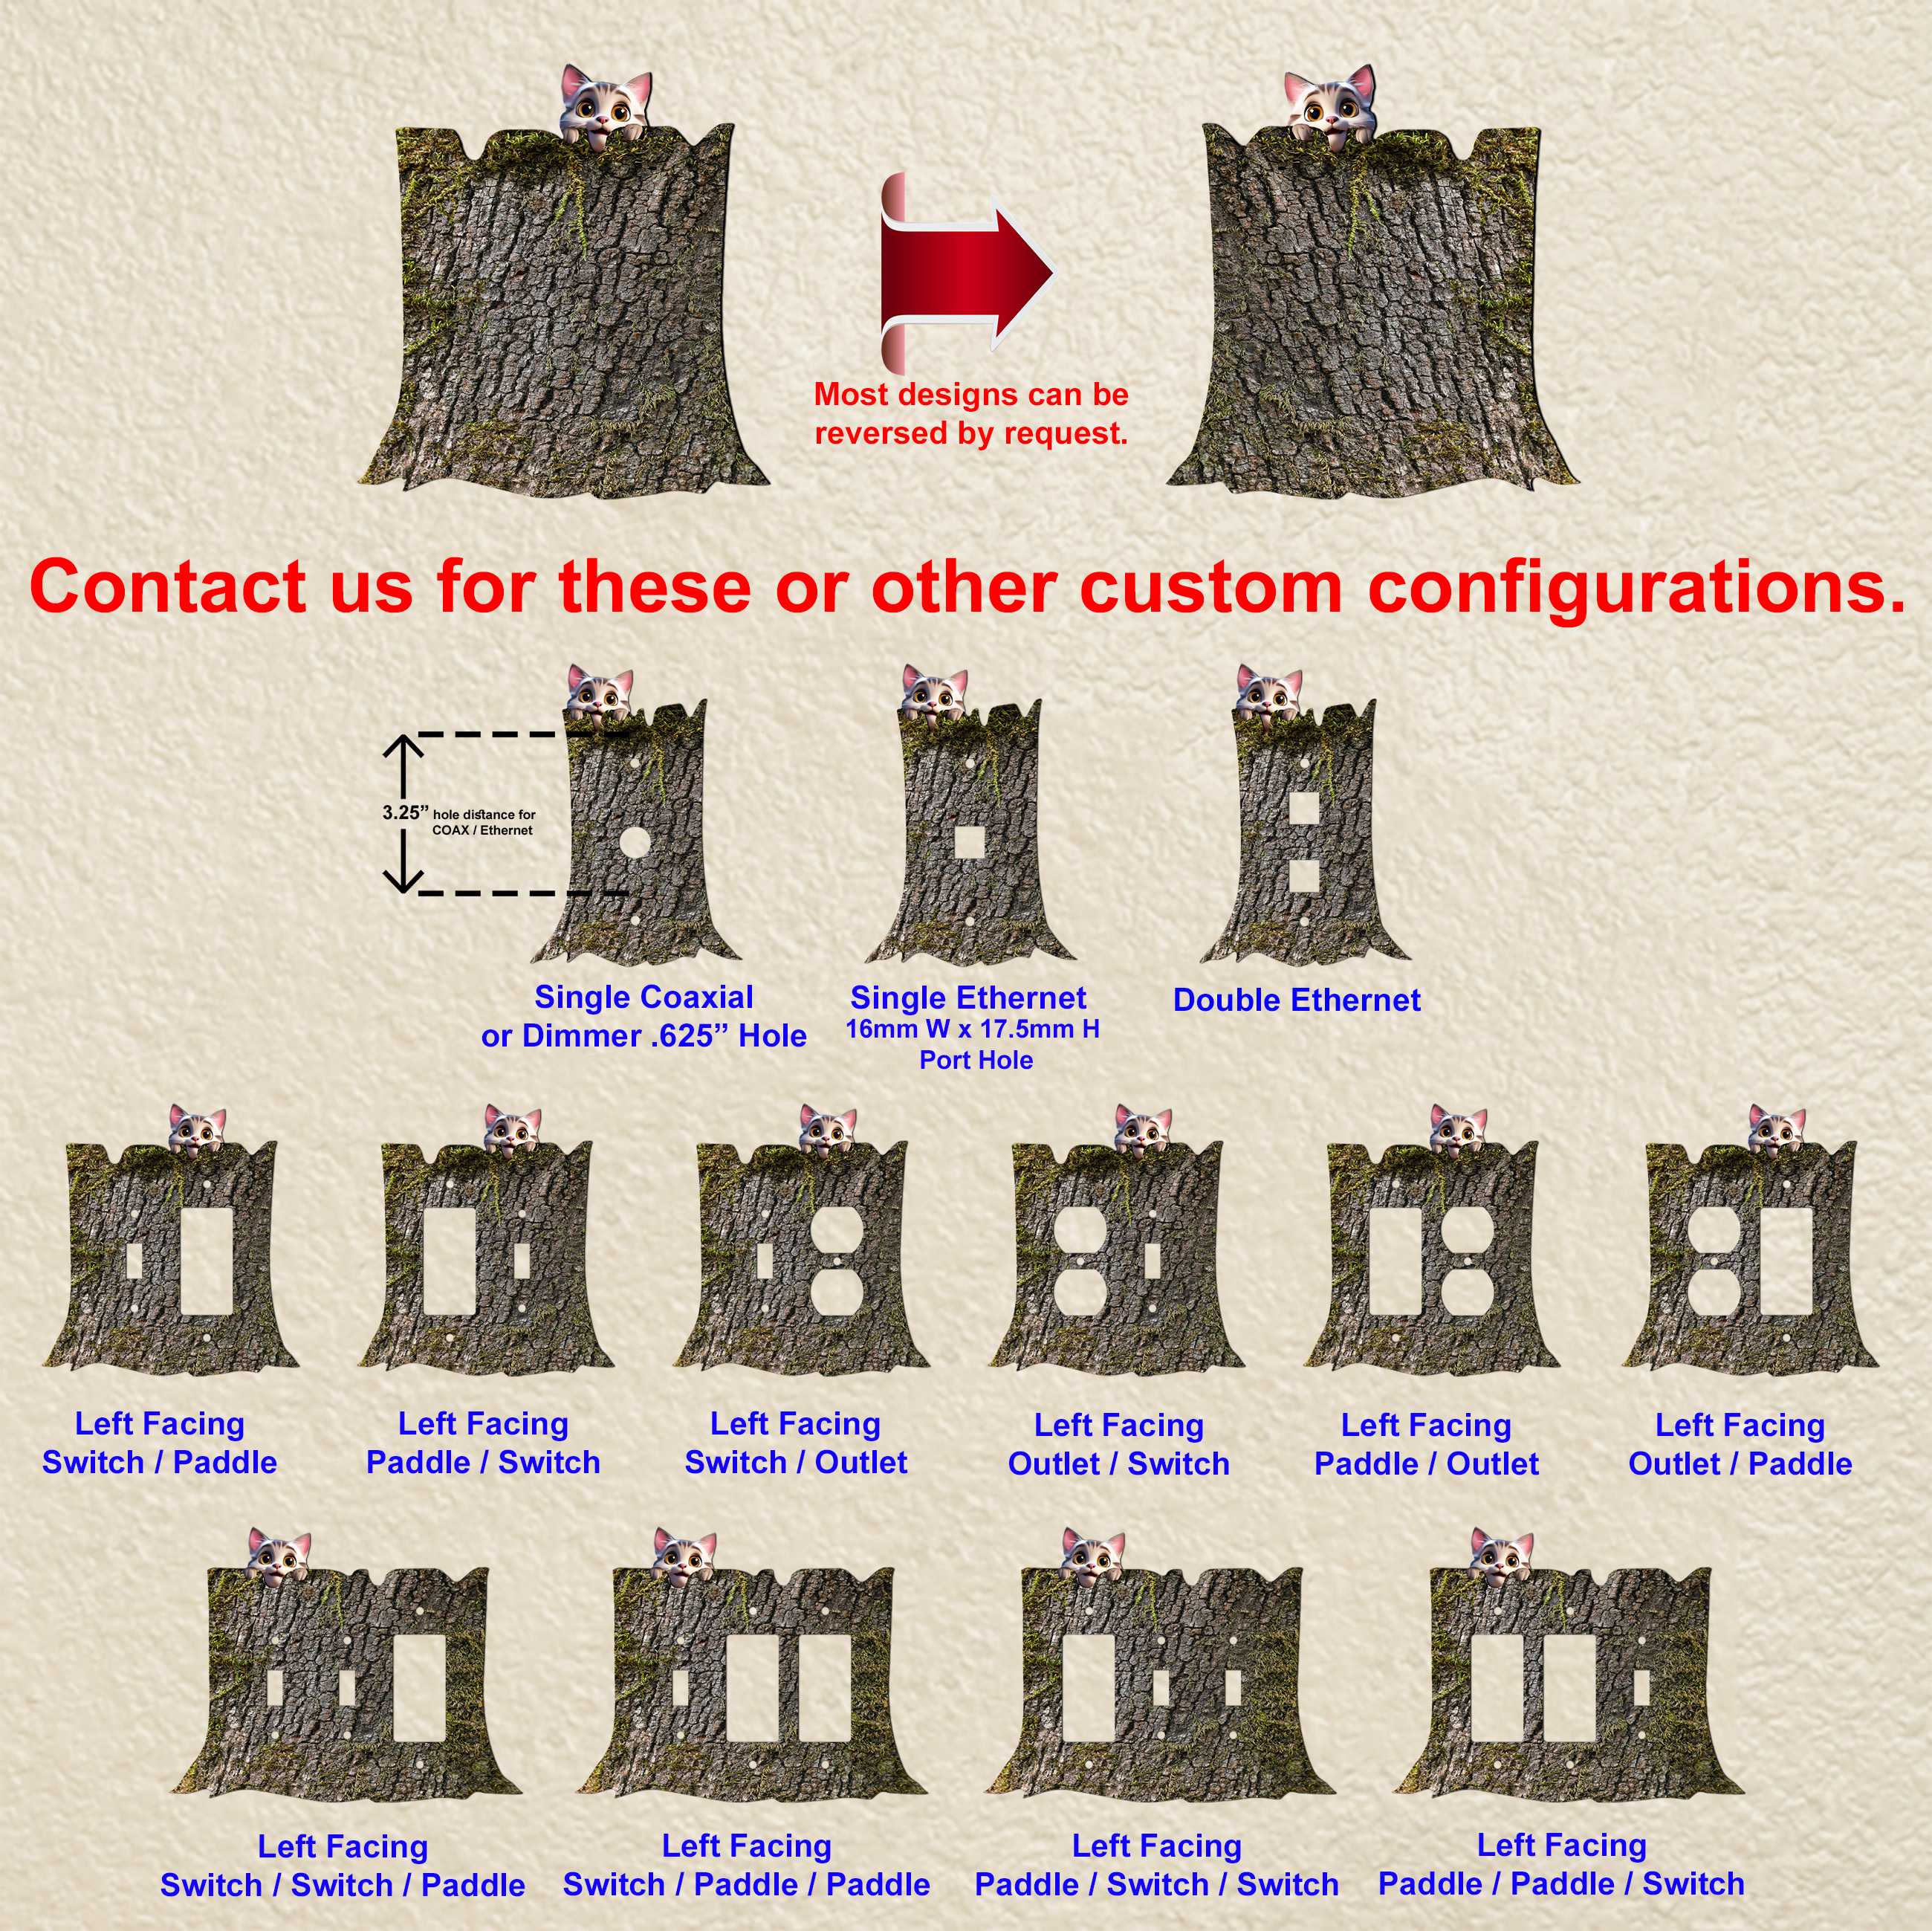 Most designs can be
reversed by request.
Contact us for these or other custom configurations.
3.25” hole distance for
COAX / Ethernet
Single Coaxial
or Dimmer .625” Hole
Single Ethernet
16mm W x 17.5mm H
Port Hole
Double Ethernet
Left Facing
Switch / Paddle
Left Facing
Paddle / Switch
Left Facing
Switch / Outlet
Left Facing
Outlet / Switch
Left Facing
Paddle / Outlet
Left Facing
Outlet / Paddle
Left Facing
Switch / Switch / Paddle
Left Facing
Switch / Paddle / Paddle
Left Facing
Paddle / Switch / Switch
Left Facing
Paddle / Paddle / Switch